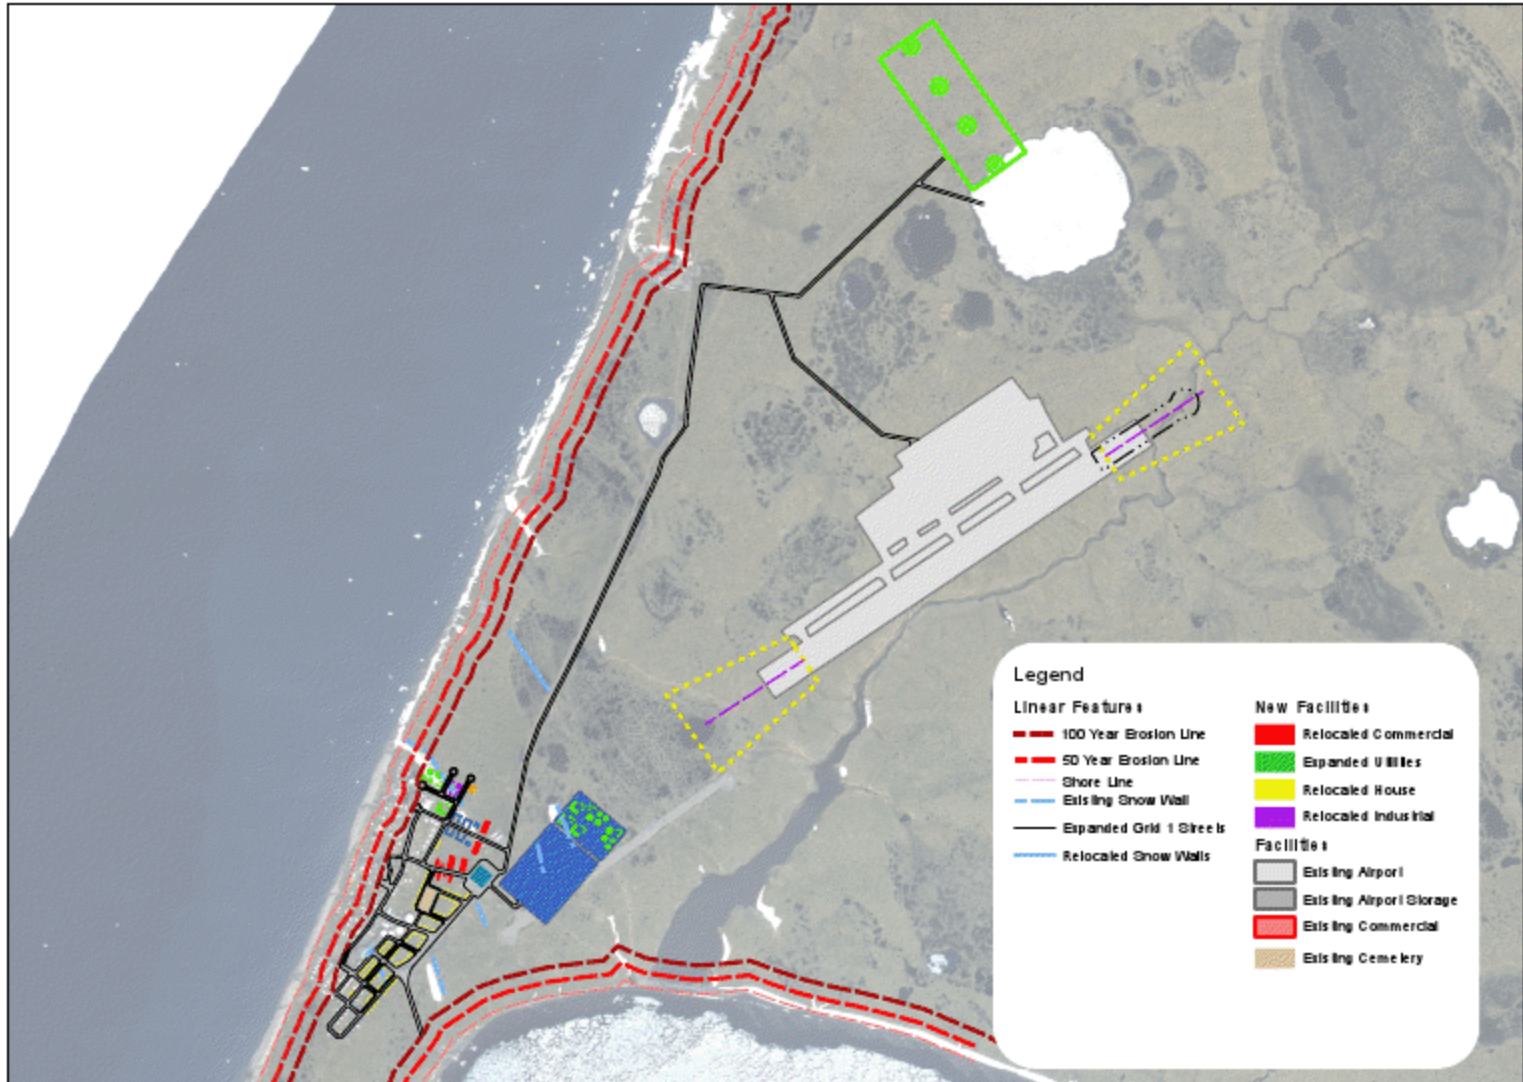 Legend
Linear Features
100 Year Erosion Line
50 Year Erosion Line
Shore Line
Existing Snow Wall
Expanded Grid 1 Streets
Relocated Snow Walls
New Facilities
Relocated Commercial
Expanded Utilities
Relocated House
Relocated Industrial
Facilities
Existing Airport
Existing Airport Storage
Existing Commercial
Existing Cemetery